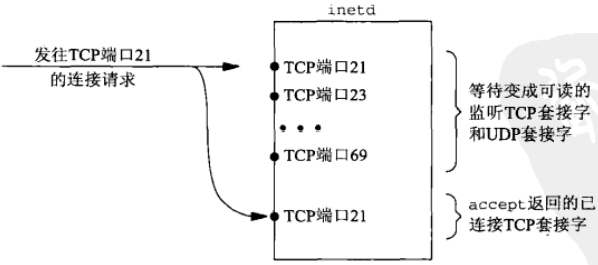 inetd
发往TCP端口21
的连接请求
TCP端口21
TCP端口23
TCP端口69
TCP端口21
等待变成可读的
监听TCP套接字
和UDP套接字
accept返回的已
连接TCP套接字